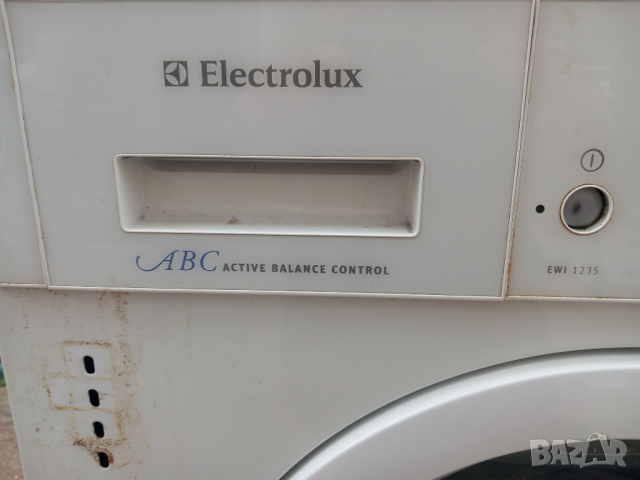 Electrolux
ABC ACTIVE BALANCE CONTROL
EWI 1235
BAZAR